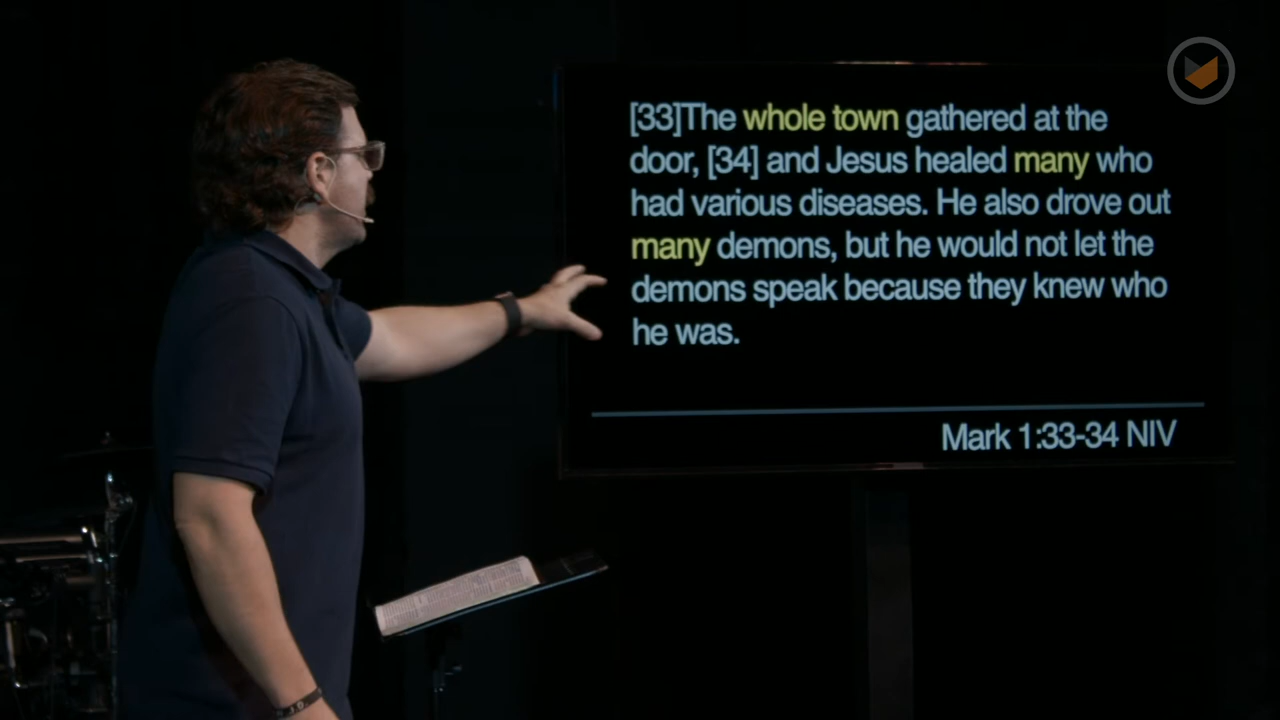 [33]The whole town gathered at the
door, [34] and Jesus healed many who
had various diseases. He also drove out
many demons, but he would not let the
demons speak because they knew who
he was.
Mark 1:33-34 NIV